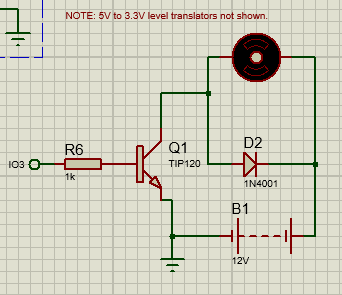 NOTE: 5V to 3.3V level translators not shown.
Q1
TIP120
D2
1N4001
R6
1k
IO3
B1
12V